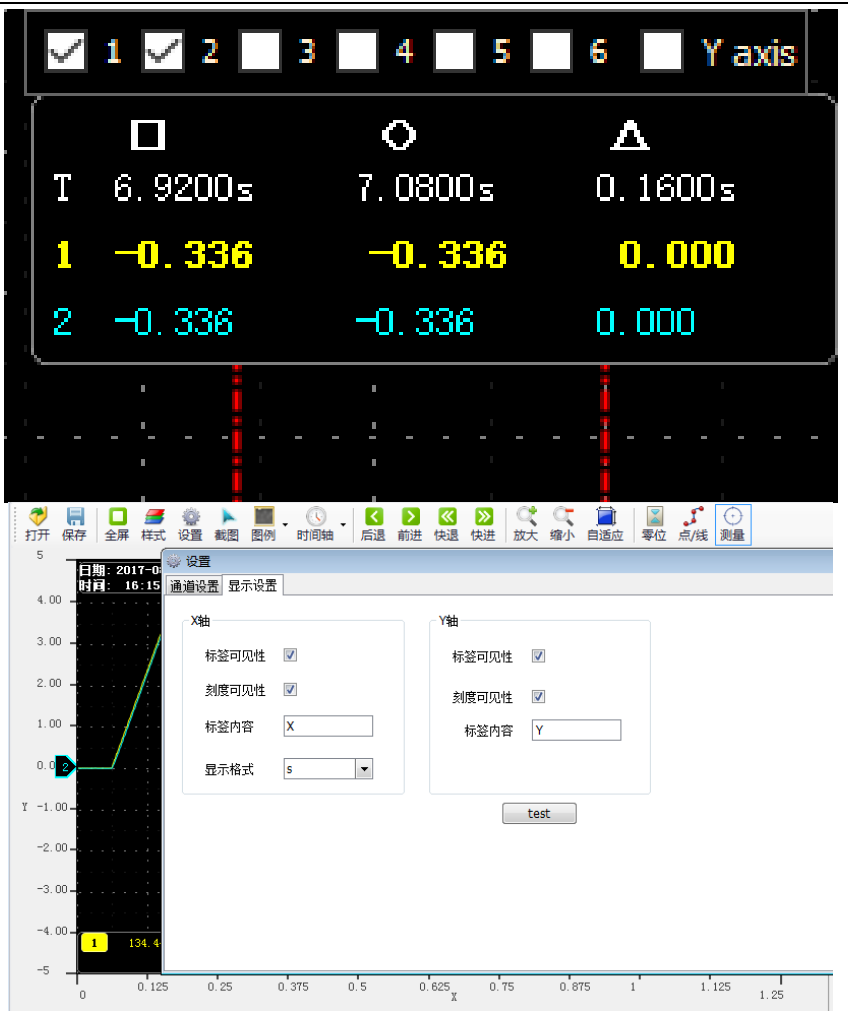 1 2 3 4 5 6 Y axis
T 6.9200s 7.0800s 0.1600s
1 -0.336 -0.336 0.000
2 -0.336 -0.336 0.000
打开 保存 全屏 样式 设置 截图 图例 时间轴 后退 前进 快退 快进 放大 缩小 自适应 零位 点/线 测量
设置
通道设置 显示设置
日期: 2017-0
时间: 16:15
X轴
标签可见性
刻度可见性
标签内容 X
显示格式 s
Y轴
标签可见性
刻度可见性
标签内容 Y
test
5
4.00
3.00
2.00
1.00
0.0 2
Y -1.00
-2.00
-3.00
-4.00
1 134.4
-5
0 0.125 0.25 0.375 0.5 0.625 0.75 0.875 1 1.125 1.25
X